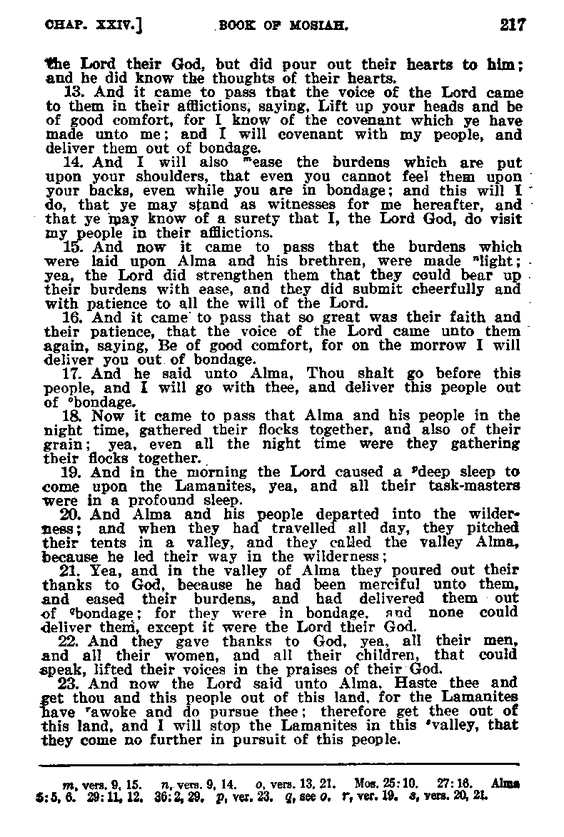 CHAP. XXIV.] BOOK OF MOSIAH. 217
the Lord their God, but did pour out their hearts to him;
and he did know the thoughts of their hearts.
13. And it came to pass that the voice of the Lord came
to them in their afflictions, saying, Lift up your heads and be
of good comfort, for I know of the covenant which ye have
made unto me; and I will covenant with my people, and
deliver them out of bondage.
14. And I will also ᵐease the burdens which are put
upon your shoulders, that even you cannot feel them upon
your backs, even while you are in bondage; and this will I
do, that ye may stand as witnesses for me hereafter, and
that ye may know of a surety that I, the Lord God, do visit
my people in their afflictions.
15. And now it came to pass that the burdens which
were laid upon Alma and his brethren, were made ⁿlight;
yea, the Lord did strengthen them that they could bear up
their burdens with ease, and they did submit cheerfully and
with patience to all the will of the Lord.
16. And it came to pass that so great was their faith and
their patience, that the voice of the Lord came unto them
again, saying, Be of good comfort, for on the morrow I will
deliver you out of bondage.
17. And he said unto Alma, Thou shalt go before this
people, and I will go with thee, and deliver this people out
of ᵒbondage.
18. Now it came to pass that Alma and his people in the
night time, gathered their flocks together, and also of their
grain; yea, even all the night time were they gathering
their flocks together.
19. And in the morning the Lord caused a ᵖdeep sleep to
come upon the Lamanites, yea, and all their task-masters
were in a profound sleep.
20. And Alma and his people departed into the wilder-
ness; and when they had travelled all day, they pitched
their tents in a valley, and they called the valley Alma,
because he led their way in the wilderness;
21. Yea, and in the valley of Alma they poured out their
thanks to God, because he had been merciful unto them,
and eased their burdens, and had delivered them out
of qbondage; for they were in bondage, and none could
deliver them, except it were the Lord their God.
22. And they gave thanks to God, yea, all their men,
and all their women, and all their children, that could
speak, lifted their voices in the praises of their God.
23. And now the Lord said unto Alma, Haste thee and
get thou and this people out of this land, for the Lamanites
have ʳawoke and do pursue thee; therefore get thee out of
this land, and I will stop the Lamanites in this ˢvalley, that
they come no further in pursuit of this people.
m, vers. 9, 15. n, vers. 9, 14. o, vers. 13, 21. Mos. 25:10. 27:16. Alma
5:5, 6. 29:11, 12. 36:2, 29. p, ver. 23. q, see o. r, ver. 19. s, vers. 20, 21.